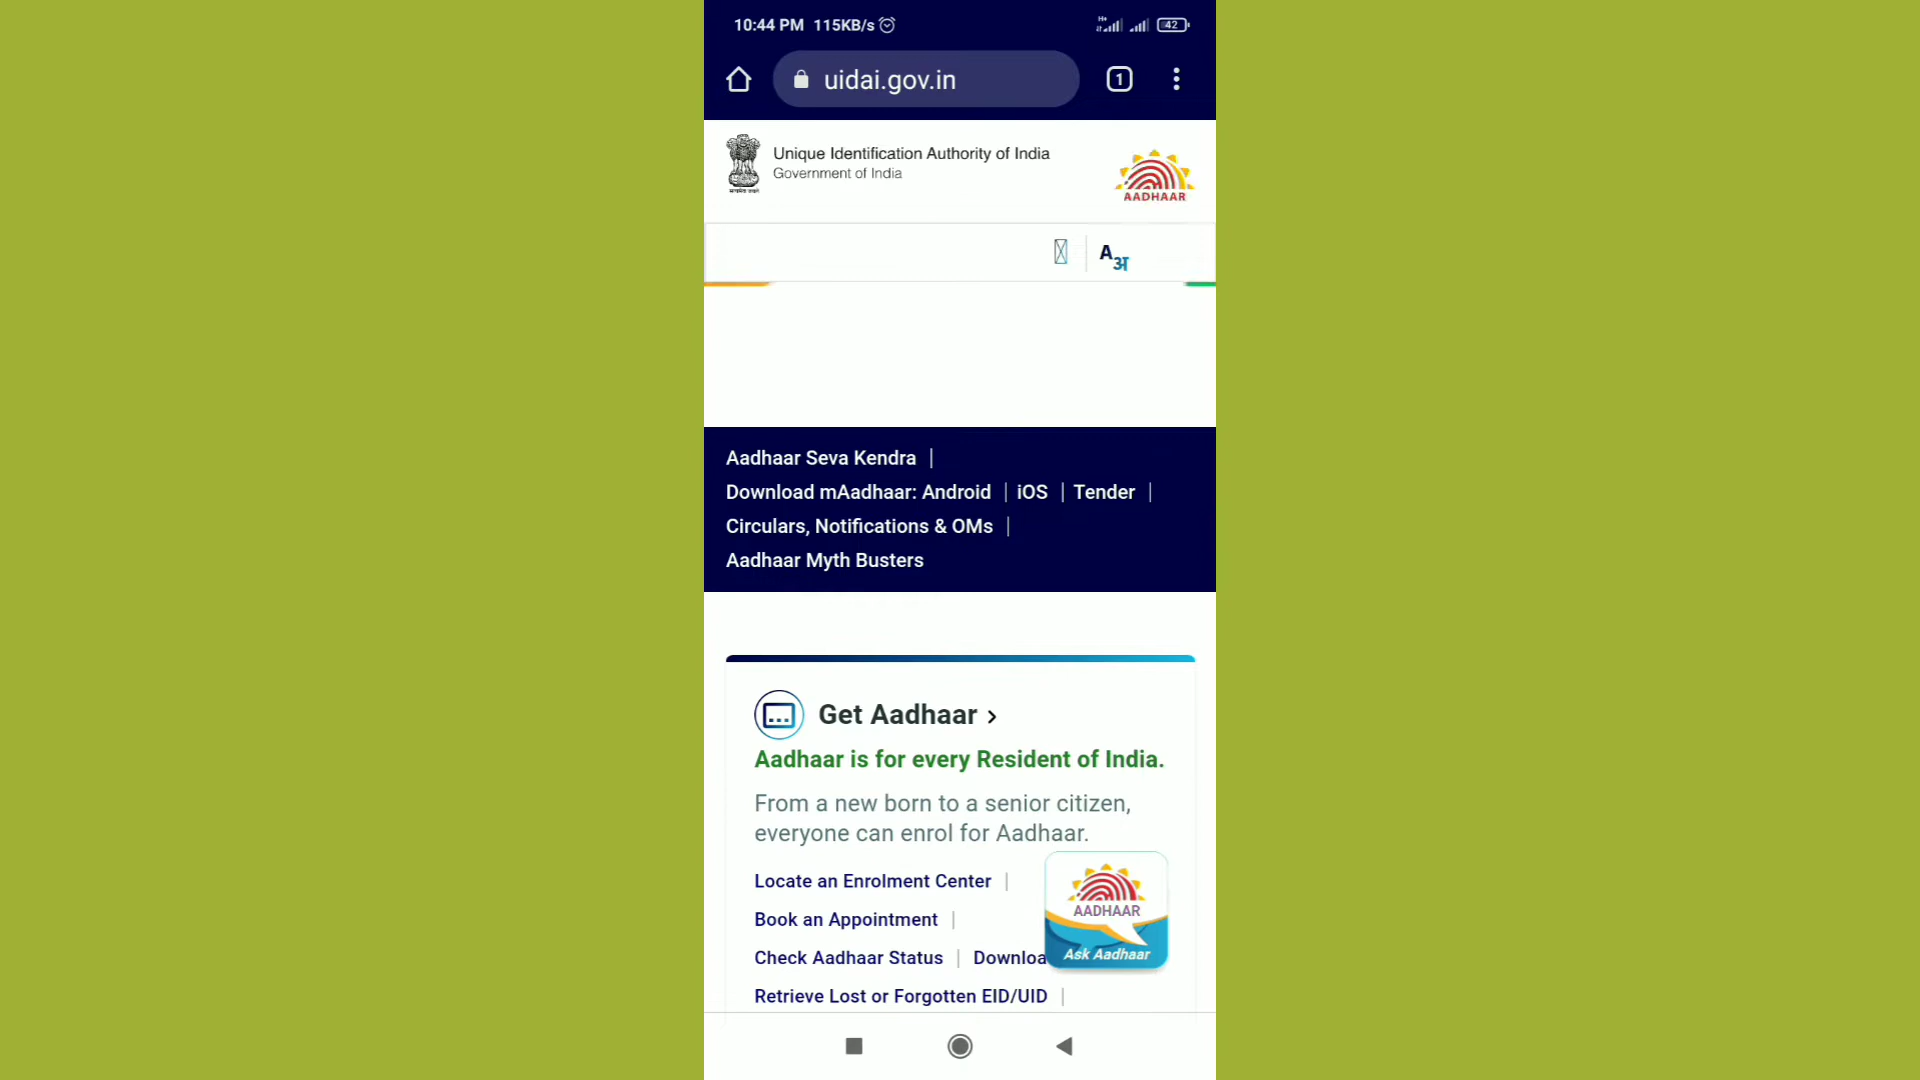 10:44 PM 115KB/s H+ 42
uidai.gov.in 1
Unique Identification Authority of India
Government of India
AADHAAR
A अ
Aadhaar Seva Kendra |
Download mAadhaar: Android | iOS | Tender |
Circulars, Notifications & OMs |
Aadhaar Myth Busters
Get Aadhaar ›
Aadhaar is for every Resident of India.
From a new born to a senior citizen,
everyone can enrol for Aadhaar.
Locate an Enrolment Center |
Book an Appointment |
Check Aadhaar Status | Downloa
Retrieve Lost or Forgotten EID/UID |
AADHAAR
Ask Aadhaar